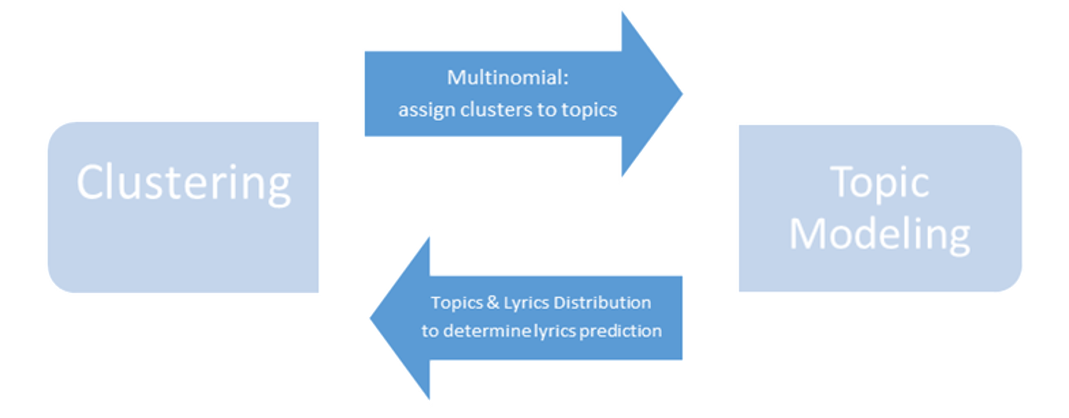 Multinomial:
assign clusters to topics
Clustering
Topic
Modeling
Topics & Lyrics Distribution
to determine lyrics prediction